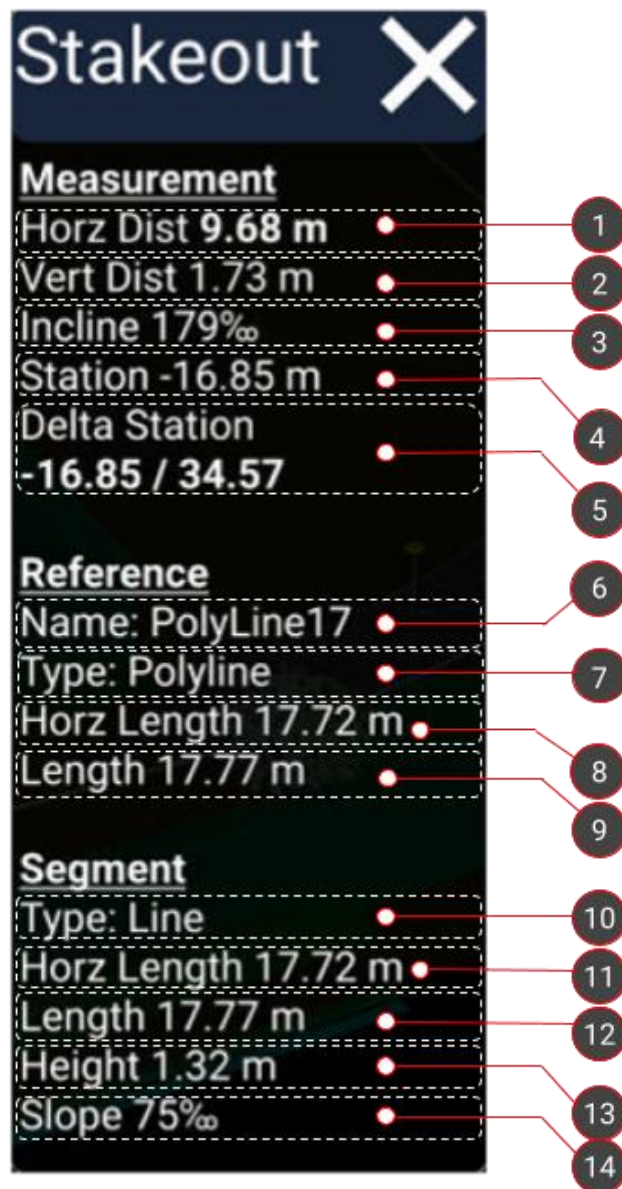 Stakeout
Measurement
Horz Dist 9.68 m
1
Vert Dist 1.73 m
2
Incline 179‰
3
Station -16.85 m
4
Delta Station
-16.85 / 34.57
5
Reference
Name: PolyLine17
6
Type: Polyline
7
Horz Length 17.72 m
8
Length 17.77 m
9
Segment
Type: Line
10
Horz Length 17.72 m
11
Length 17.77 m
12
Height 1.32 m
13
Slope 75‰
14